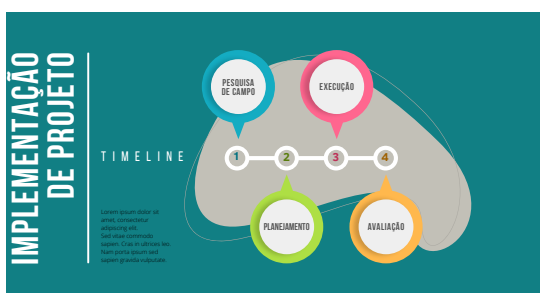 IMPLEMENTAÇÃO
DE PROJETO
TIMELINE
Lorem ipsum dolor sit
amet, consectetur
adipiscing elit.
Sed vitae commodo
sapien. Cras in ultrices leo.
Nam porta ipsum sed
sapien gravida vulputate.
PESQUISA
DE CAMPO
EXECUÇÃO
1
2
3
4
PLANEJAMENTO
AVALIAÇÃO